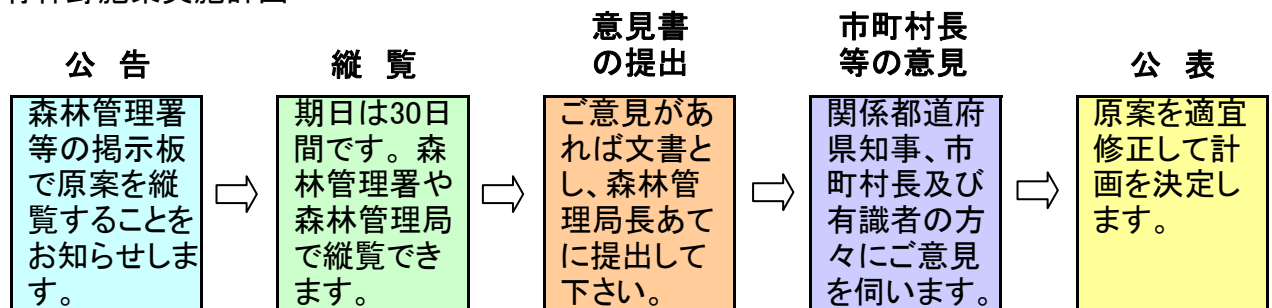 公 告
森林管理署
等の掲示板
で原案を縦
覧することを
お知らせしま
す。
縦 覧
期日は30日
間です。森
林管理署や
森林管理局
で縦覧でき
ます。
意見書
の提出
ご意見があ
れば文書と
し、森林管
理局長あて
に提出して
下さい。
市町村長
等の意見
関係都道府
県知事、市
町村長及び
有識者の方
々にご意見
を伺います。
公 表
原案を適宜
修正して計
画を決定し
ます。